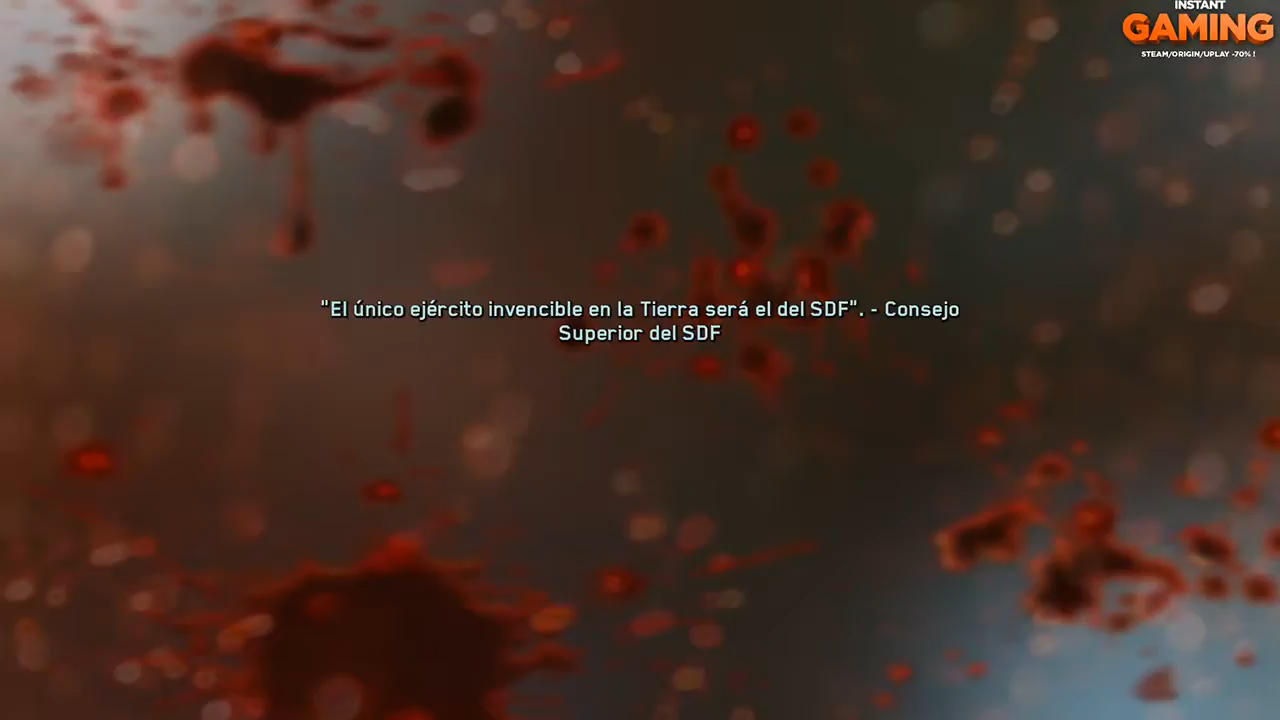 INSTANT
GAMING
STEAM/ORIGIN/UPLAY -70% !
"El único ejército invencible en la Tierra será el del SDF". - Consejo
Superior del SDF